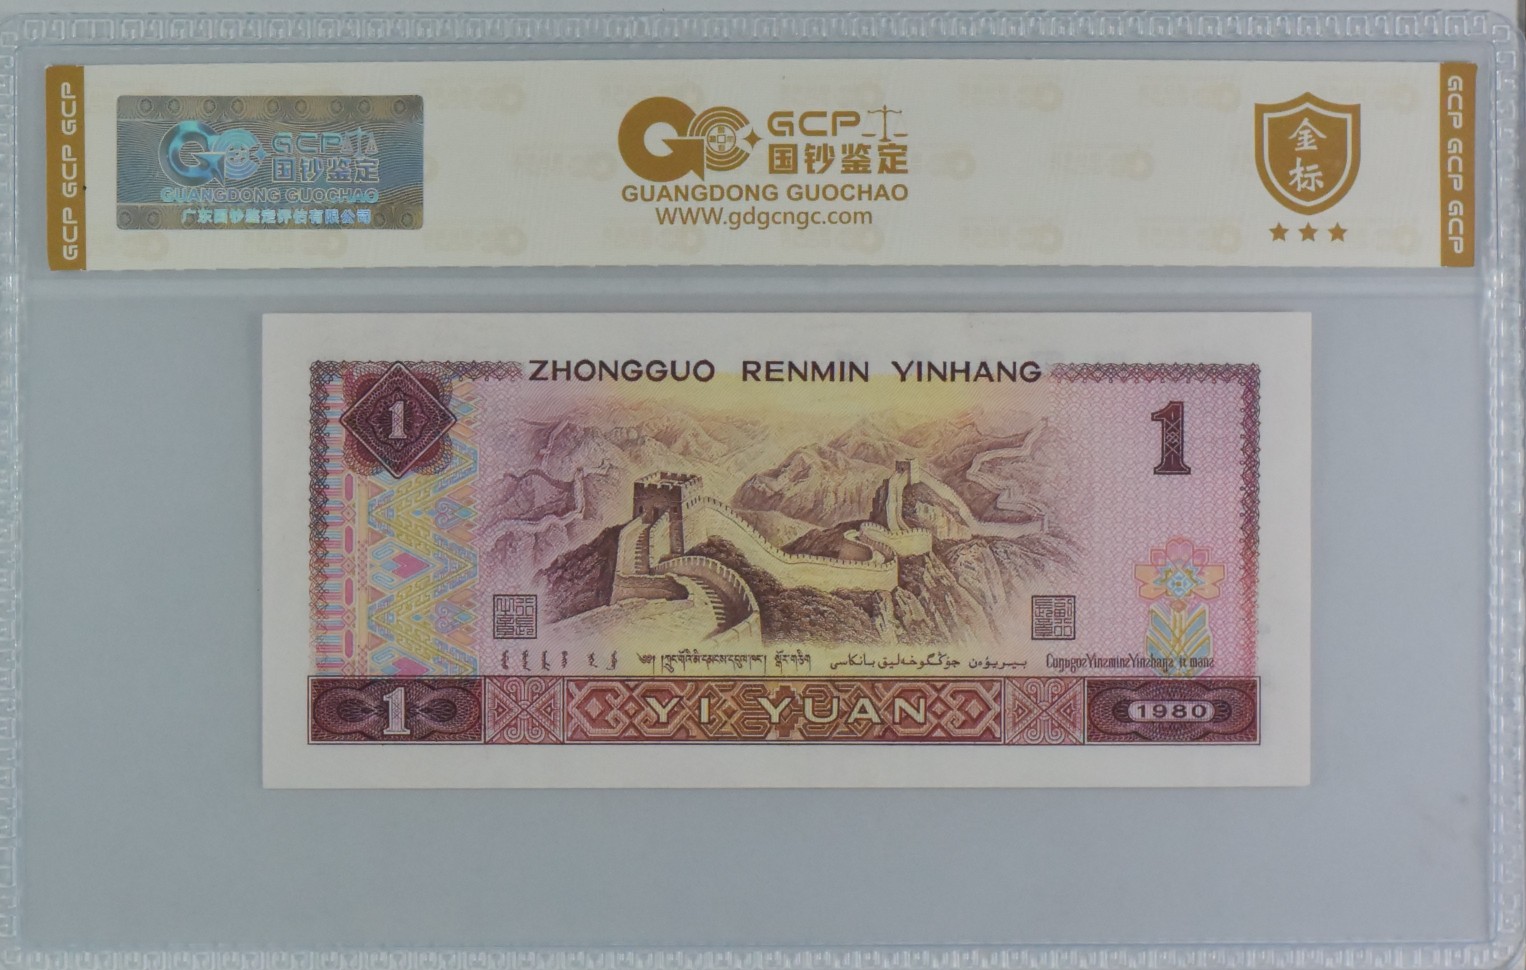 GCP GCP GCP
GCP
国钞鉴定
GUANGDONG GUOCHAO
广东国钞鉴定评估有限公司
GCP
国钞鉴定
GUANGDONG GUOCHAO
WWW.gdgcngc.com
金标
GCP GCP GCP
ZHONGGUO RENMIN YINHANG
1
1
YI YUAN
1
1980